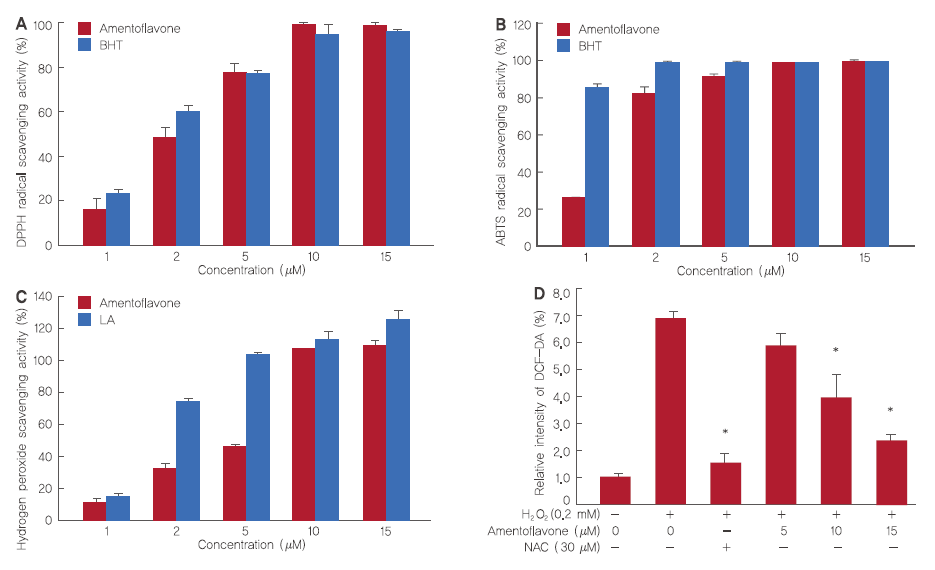 A
DPPH radical scavenging activity (%)
100
80
60
40
20
0
Amentoflavone
BHT
1 2 5 10 15
Concentration (μM)
B
ABTS radical scavenging activity (%)
120
100
80
60
40
20
0
Amentoflavone
BHT
1 2 5 10 15
Concentration (μM)
C
Hydrogen peroxide scavenging activity (%)
140
120
100
80
60
40
20
0
Amentoflavone
LA
1 2 5 10 15
Concentration (μM)
D
Relative intensity of DCF-DA (%)
8.0
7.0
6.0
5.0
4.0
3.0
2.0
1.0
0
* * *
H₂O₂(0.2 mM) − + + + + +
Amentoflavone (μM) 0 0 − 5 10 15
NAC (30 μM) − − + − − −